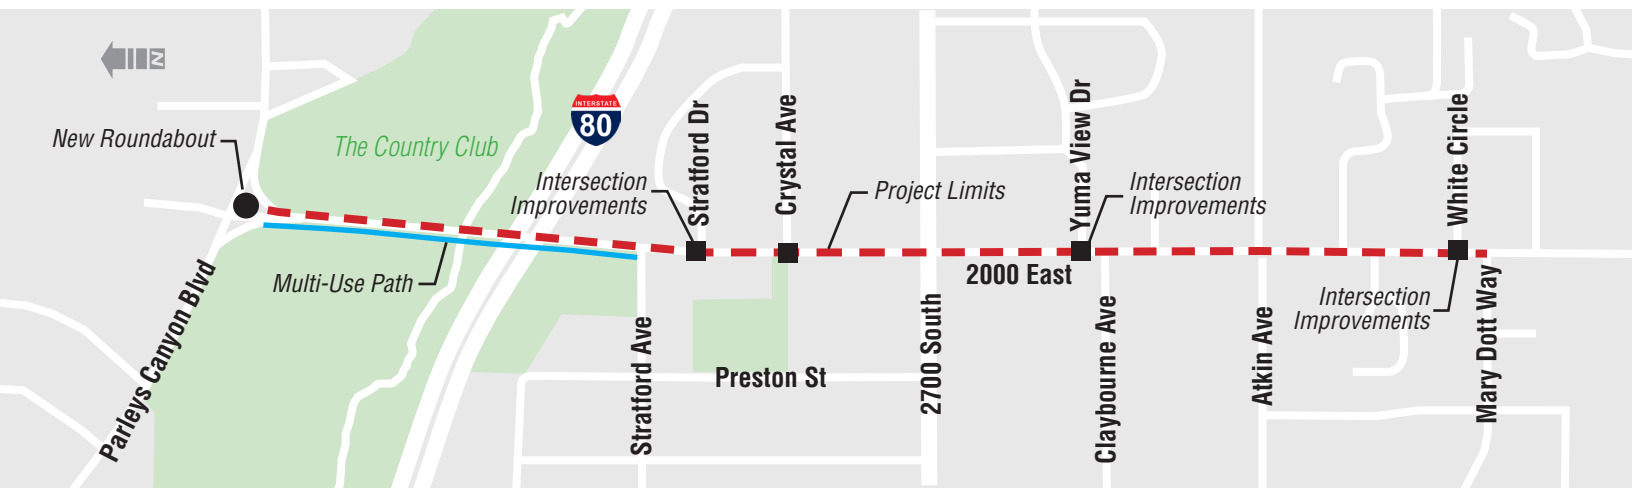 N
New Roundabout
The Country Club
INTERSTATE
80
Intersection
Improvements
Stratford Dr
Crystal Ave
Project Limits
Yuma View Dr
Intersection
Improvements
White Circle
Multi-Use Path
Parleys Canyon Blvd
2000 East
Intersection
Improvements
Stratford Ave
Preston St
2700 South
Claybourne Ave
Atkin Ave
Mary Dott Way